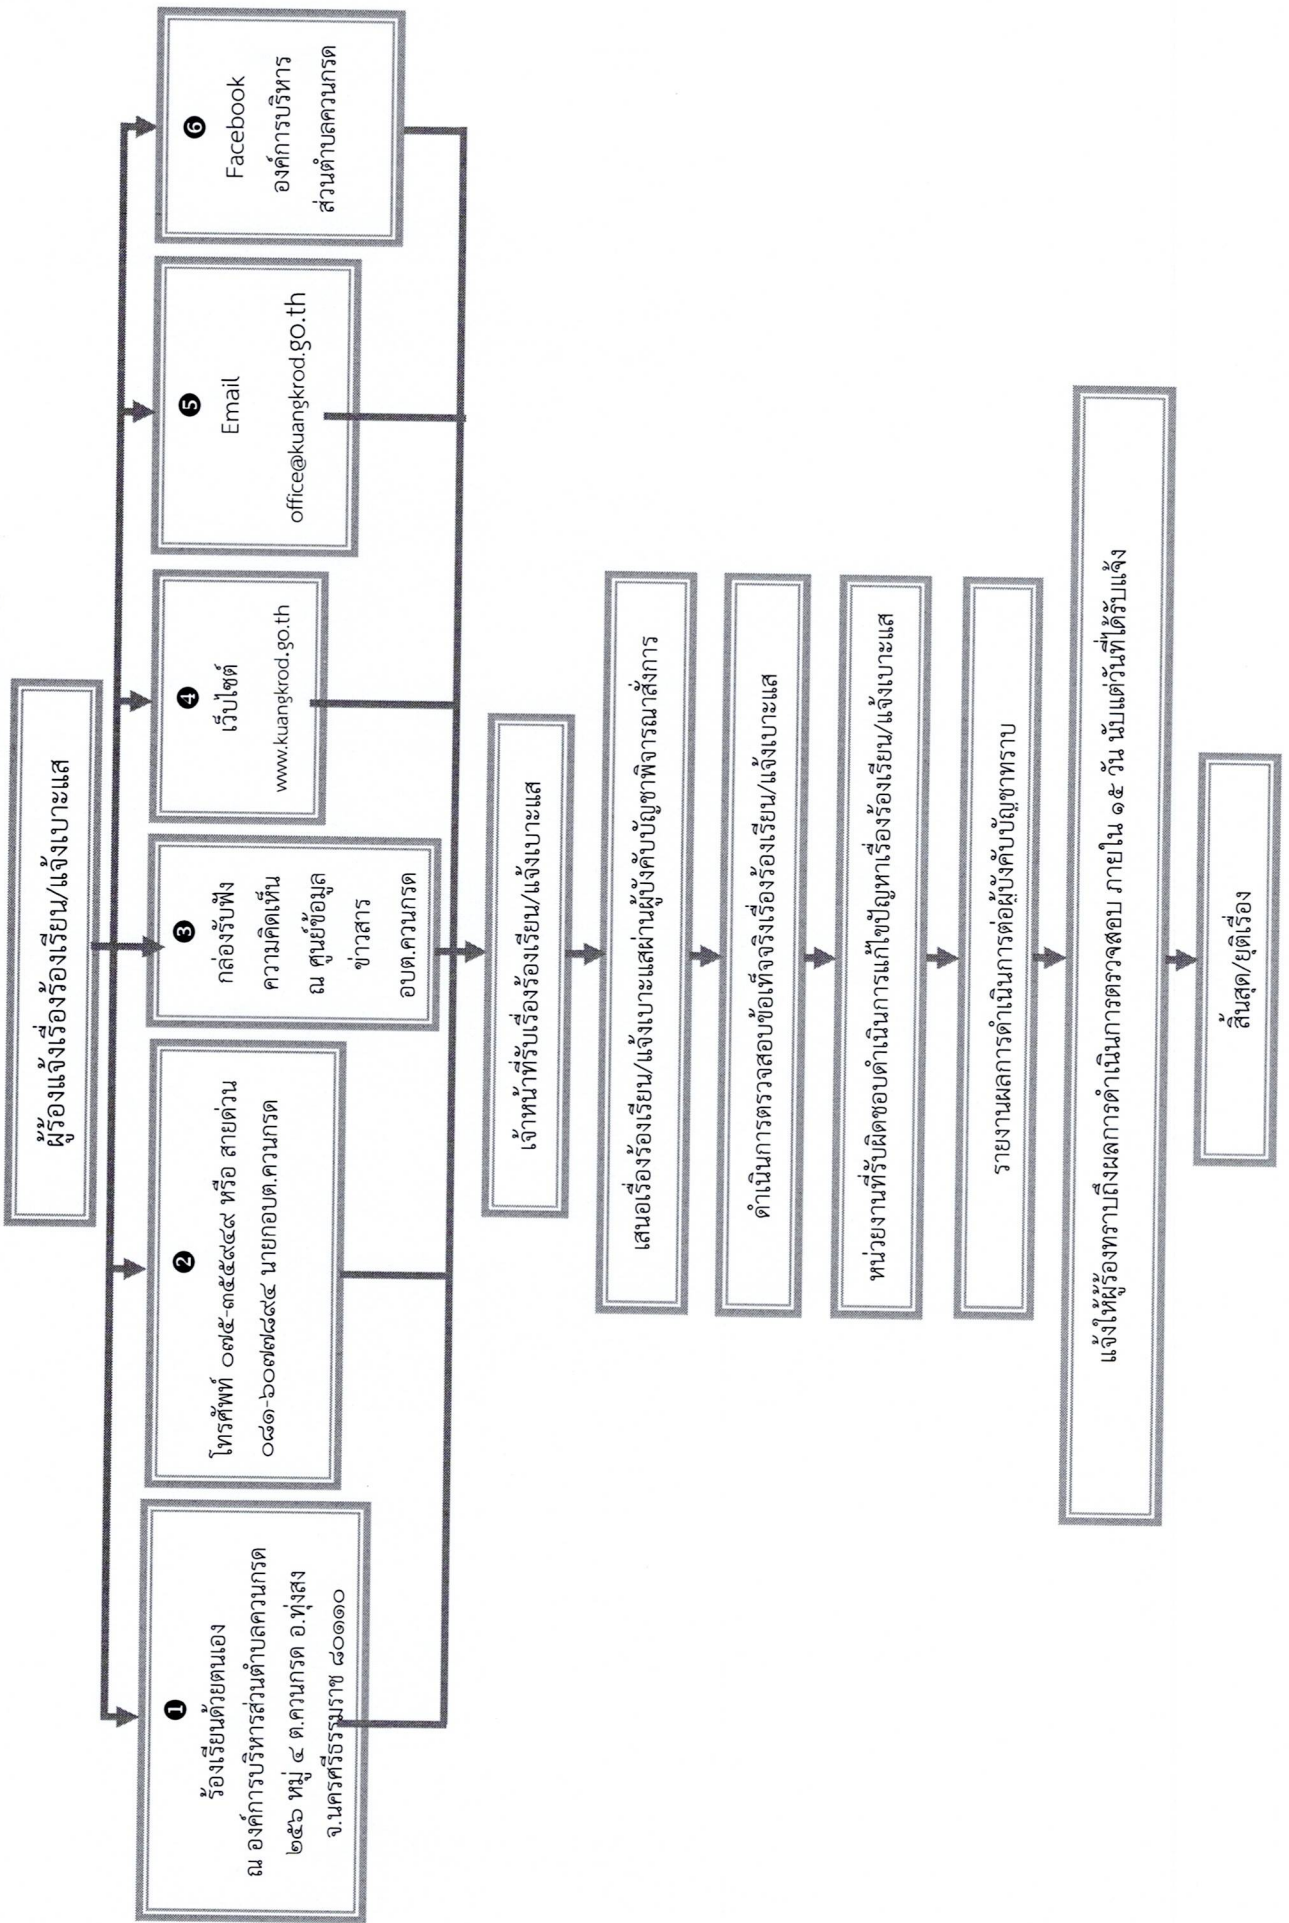 ผู้ร้องแจ้งเรื่องร้องเรียน/แจ้งเบาะแส
❶
ร้องเรียนด้วยตนเอง
ณ องค์การบริหารส่วนตำบลควนกรด
๒๕๖ หมู่ ๔ ต.ควนกรด อ.ทุ่งสง
จ.นครศรีธรรมราช ๘๐๑๑๐
❷
โทรศัพท์ ๐๗๕-๓๕๕๙๔๙ หรือ สายด่วน
๐๘๑-๖๐๗๗๘๙๔ นายกอบต.ควนกรด
❸
กล่องรับฟัง
ความคิดเห็น
ณ ศูนย์ข้อมูล
ข่าวสาร
อบต.ควนกรด
❹
เว็บไซต์
www.kuangkrod.go.th
❺
Email
office@kuangkrod.go.th
❻
Facebook
องค์การบริหาร
ส่วนตำบลควนกรด
เจ้าหน้าที่รับเรื่องร้องเรียน/แจ้งเบาะแส
เสนอเรื่องร้องเรียน/แจ้งเบาะแสผ่านผู้บังคับบัญชาพิจารณาสั่งการ
ดำเนินการตรวจสอบข้อเท็จจริงเรื่องร้องเรียน/แจ้งเบาะแส
หน่วยงานที่รับผิดชอบดำเนินการแก้ไขปัญหาเรื่องร้องเรียน/แจ้งเบาะแส
รายงานผลการดำเนินการต่อผู้บังคับบัญชาทราบ
แจ้งให้ผู้ร้องทราบถึงผลการดำเนินการตรวจสอบ ภายใน ๑๕ วัน นับแต่วันที่ได้รับแจ้ง
สิ้นสุด/ยุติเรื่อง